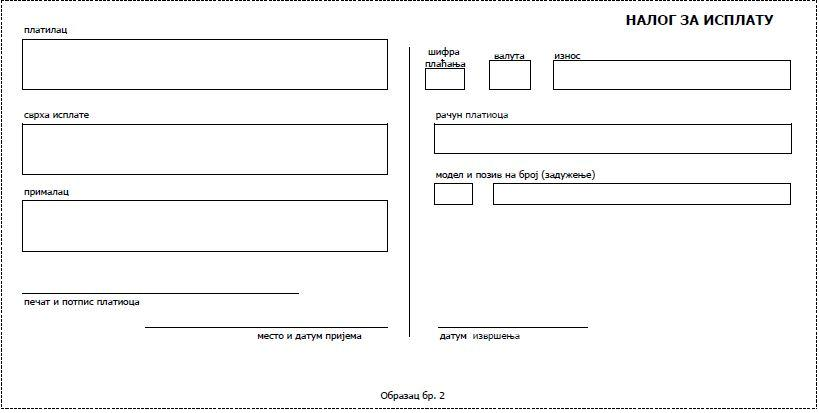 НАЛОГ ЗА ИСПЛАТУ
платилац
сврха исплате
прималац
печат и потпис платиоца
место и датум пријема
шифра
плаћања
валута
износ
рачун платиоца
модел и позив на број (задужење)
датум извршења
Образац бр. 2